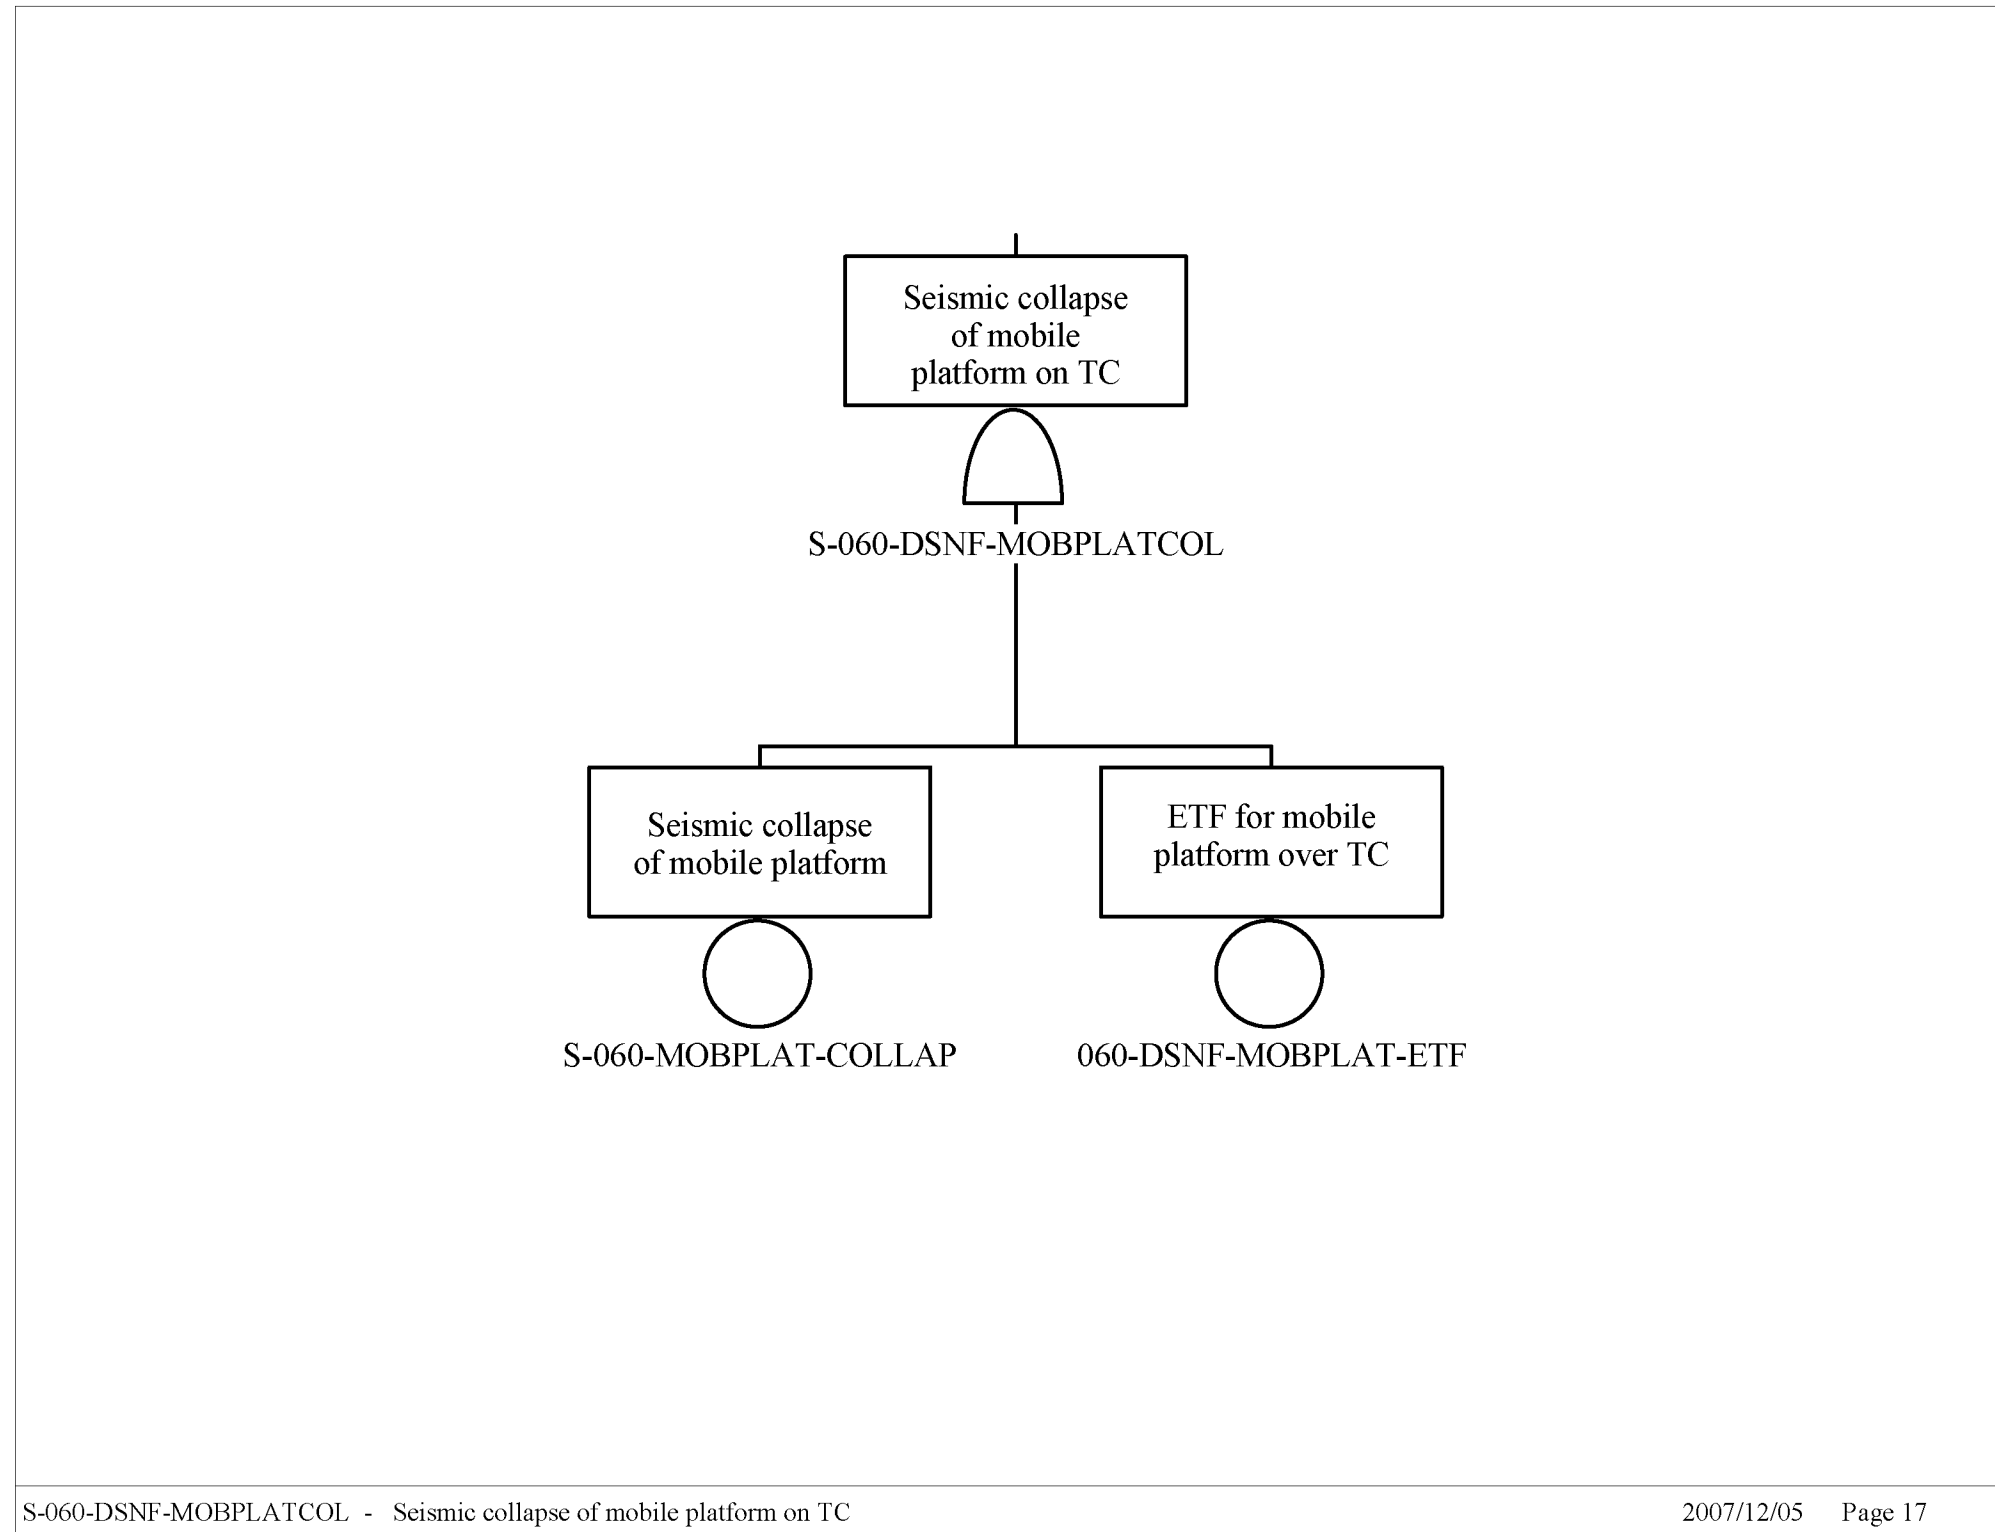 Seismic collapse
of mobile
platform on TC
S-060-DSNF-MOBPLATCOL
Seismic collapse
of mobile platform
S-060-MOBPLAT-COLLAP
ETF for mobile
platform over TC
060-DSNF-MOBPLAT-ETF
S-060-DSNF-MOBPLATCOL - Seismic collapse of mobile platform on TC
2007/12/05 Page 17